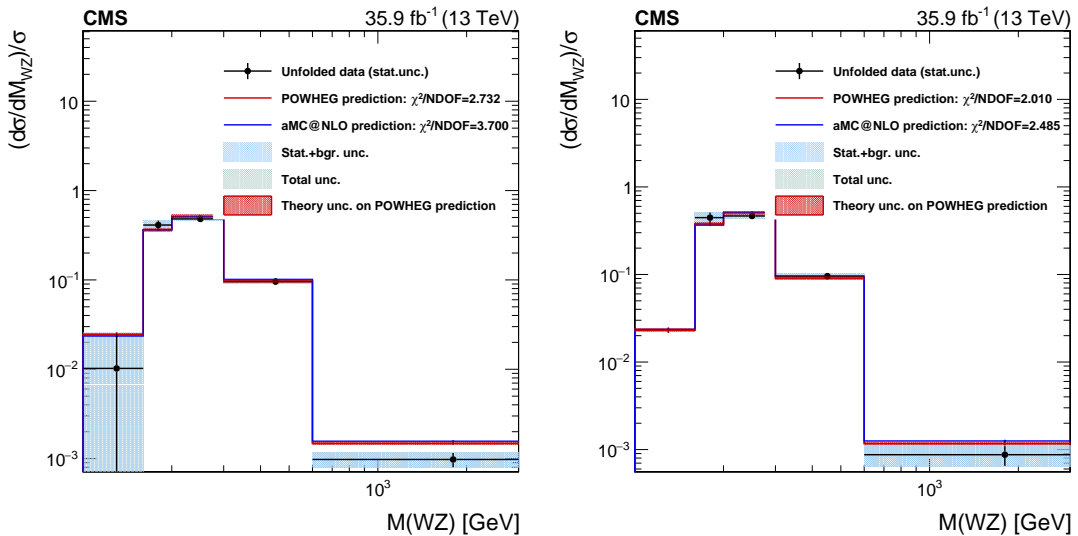 CMS 35.9 fb⁻¹ (13 TeV)
(dσ/dM_WZ)/σ
10
1
10⁻¹
10⁻²
10⁻³
Unfolded data (stat.unc.)
POWHEG prediction: χ²/NDOF=2.732
aMC@NLO prediction: χ²/NDOF=3.700
Stat.+bgr. unc.
Total unc.
Theory unc. on POWHEG prediction
10³
M(WZ) [GeV]
CMS 35.9 fb⁻¹ (13 TeV)
(dσ/dM_WZ)/σ
10
1
10⁻¹
10⁻²
10⁻³
Unfolded data (stat.unc.)
POWHEG prediction: χ²/NDOF=2.010
aMC@NLO prediction: χ²/NDOF=2.485
Stat.+bgr. unc.
Total unc.
Theory unc. on POWHEG prediction
10³
M(WZ) [GeV]